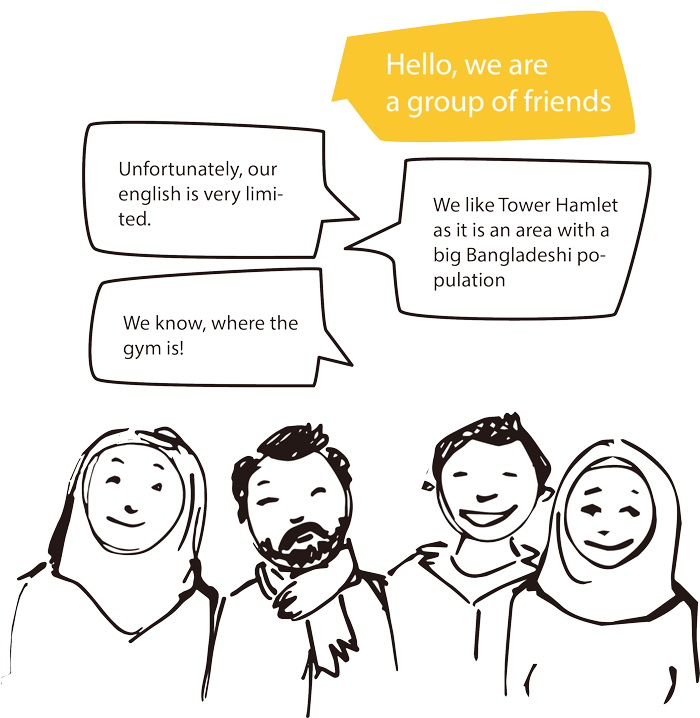 Hello, we are
a group of friends
Unfortunately, our
english is very limi-
ted.
We like Tower Hamlet
as it is an area with a
big Bangladeshi po-
pulation
We know, where the
gym is!